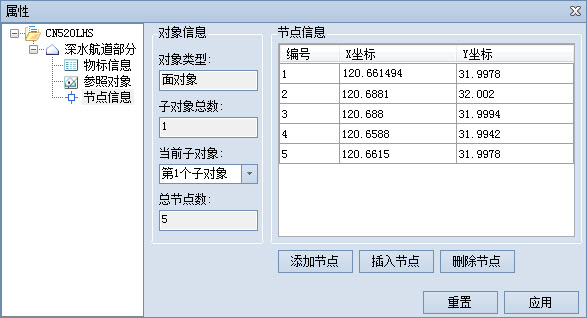 属性
CN520LHS
深水航道部分
物标信息
参照对象
节点信息
对象信息
对象类型:
面对象
子对象总数:
1
当前子对象:
第1个子对象
总节点数:
5
节点信息
编号 X坐标 Y坐标
1 120.661494 31.9978
2 120.6881 32.002
3 120.688 31.9994
4 120.6588 31.9942
5 120.6615 31.9978
添加节点 插入节点 删除节点
重置 应用